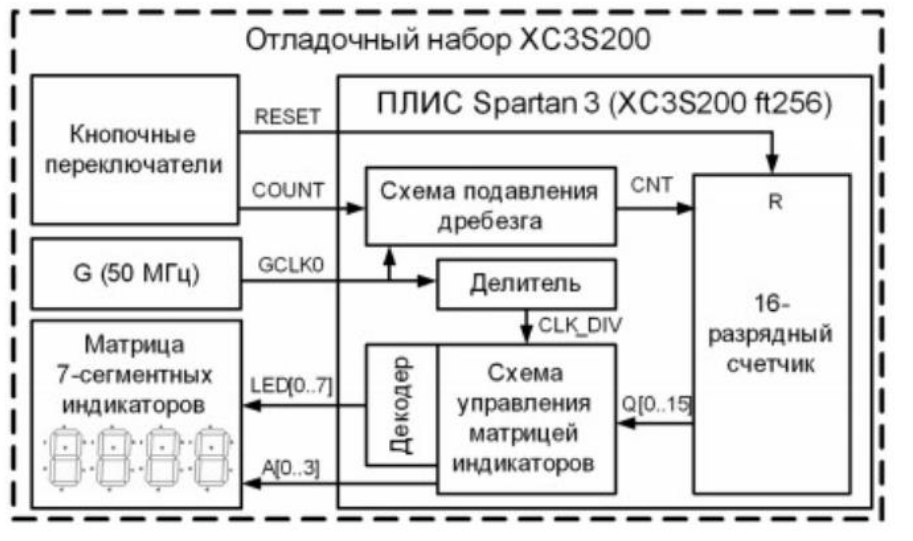 Отладочный набор XC3S200
ПЛИС Spartan 3 (XC3S200 ft256)
Кнопочные
переключатели
RESET
COUNT
Схема подавления
дребезга
CNT
R
G (50 МГц)
GCLK0
Делитель
CLK_DIV
16-
разрядный
счетчик
Матрица
7-сегментных
индикаторов
LED[0..7]
A[0..3]
Декодер
Схема
управления
матрицей
индикаторов
Q[0..15]